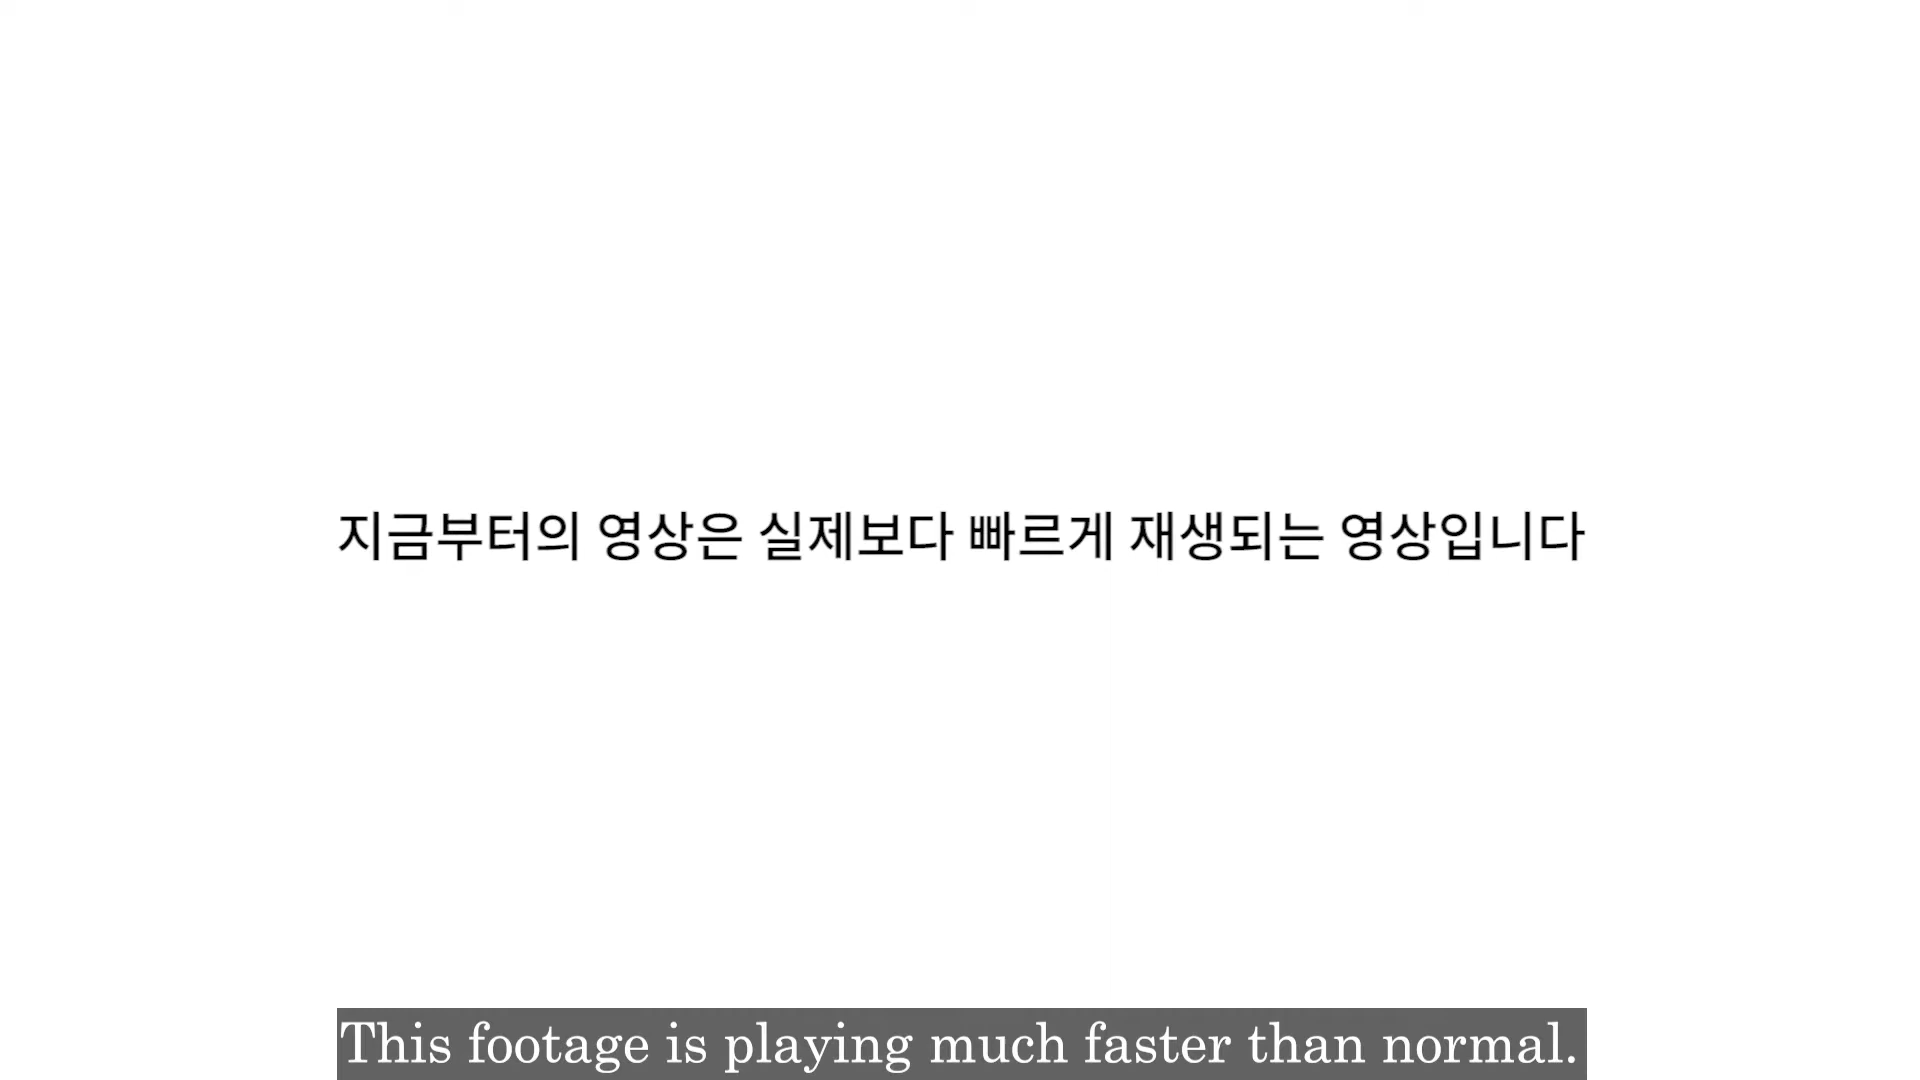 지금부터의 영상은 실제보다 빠르게 재생되는 영상입니다
This footage is playing much faster than normal.